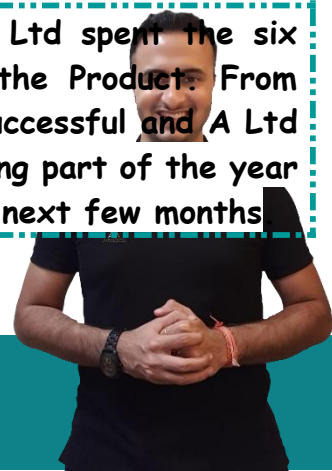 Ltd spent the six
the Product. From
uccessful and A Ltd
ng part of the year
next few months.